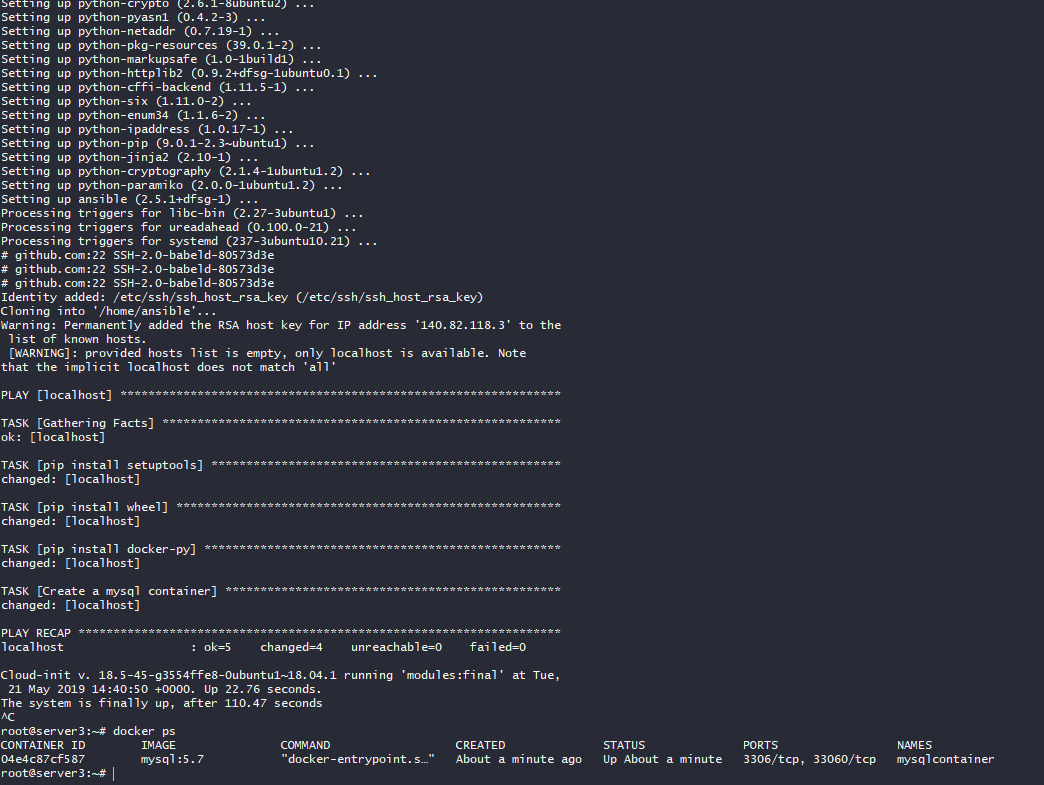 Setting up python-crypto (2.6.1-8ubuntu2) ...
Setting up python-pyasn1 (0.4.2-3) ...
Setting up python-netaddr (0.7.19-1) ...
Setting up python-pkg-resources (39.0.1-2) ...
Setting up python-markupsafe (1.0-1build1) ...
Setting up python-httplib2 (0.9.2+dfsg-1ubuntu0.1) ...
Setting up python-cffi-backend (1.11.5-1) ...
Setting up python-six (1.11.0-2) ...
Setting up python-enum34 (1.1.6-2) ...
Setting up python-ipaddress (1.0.17-1) ...
Setting up python-pip (9.0.1-2.3~ubuntu1) ...
Setting up python-jinja2 (2.10-1) ...
Setting up python-cryptography (2.1.4-1ubuntu1.2) ...
Setting up python-paramiko (2.0.0-1ubuntu1.2) ...
Setting up ansible (2.5.1+dfsg-1) ...
Processing triggers for libc-bin (2.27-3ubuntu1) ...
Processing triggers for ureadahead (0.100.0-21) ...
Processing triggers for systemd (237-3ubuntu10.21) ...
# github.com:22 SSH-2.0-babeld-80573d3e
# github.com:22 SSH-2.0-babeld-80573d3e
# github.com:22 SSH-2.0-babeld-80573d3e
Identity added: /etc/ssh/ssh_host_rsa_key (/etc/ssh/ssh_host_rsa_key)
Cloning into '/home/ansible'...
Warning: Permanently added the RSA host key for IP address '140.82.118.3' to the
 list of known hosts.
 [WARNING]: provided hosts list is empty, only localhost is available. Note
that the implicit localhost does not match 'all'

PLAY [localhost] ***************************************************************

TASK [Gathering Facts] *********************************************************
ok: [localhost]

TASK [pip install setuptools] **************************************************
changed: [localhost]

TASK [pip install wheel] *******************************************************
changed: [localhost]

TASK [pip install docker-py] ***************************************************
changed: [localhost]

TASK [Create a mysql container] ************************************************
changed: [localhost]

PLAY RECAP *********************************************************************
localhost                  : ok=5    changed=4    unreachable=0    failed=0

Cloud-init v. 18.5-45-g3554ffe8-0ubuntu1~18.04.1 running 'modules:final' at Tue,
 21 May 2019 14:40:50 +0000. Up 22.76 seconds.
The system is finally up, after 110.47 seconds
^C
root@server3:~# docker ps
CONTAINER ID        IMAGE               COMMAND                  CREATED              STATUS              PORTS                 NAMES
04e4c87cf587        mysql:5.7           "docker-entrypoint.s…"   About a minute ago   Up About a minute   3306/tcp, 33060/tcp   mysqlcontainer
root@server3:~#